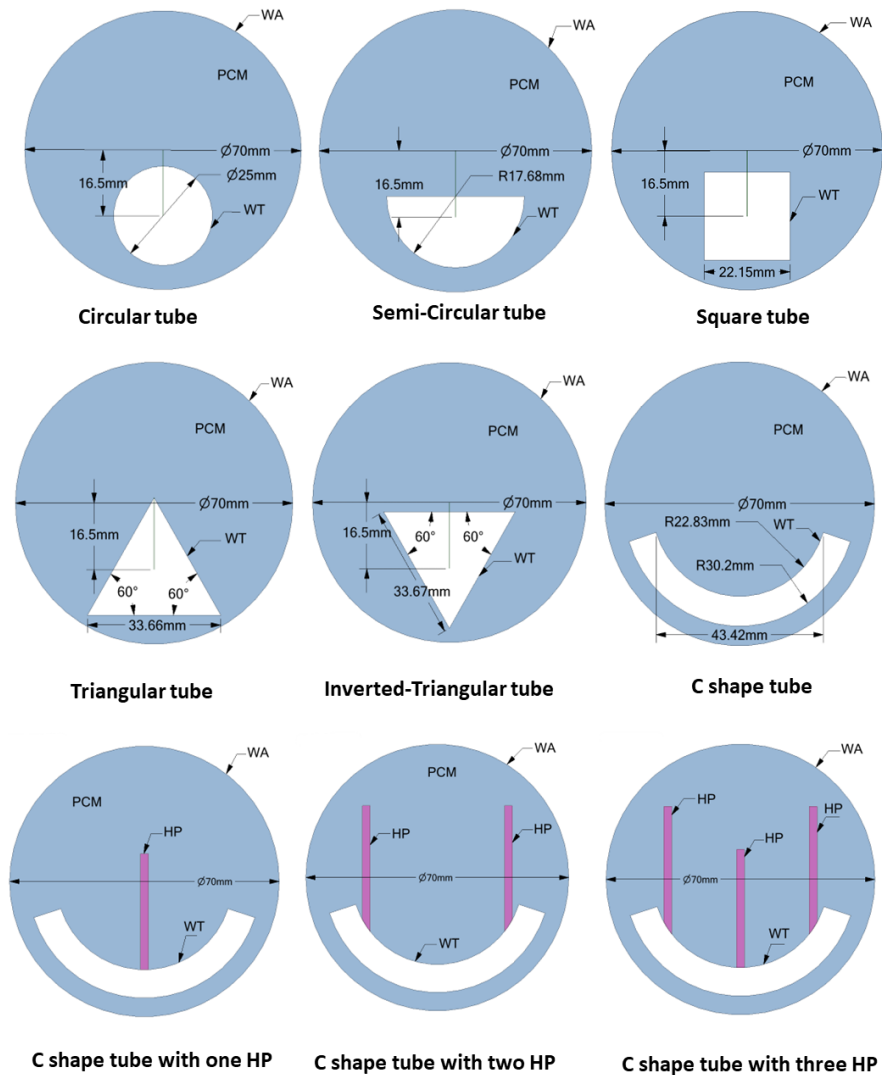 WA
PCM
Ø70mm
16.5mm
Ø25mm
WT
Circular tube
WA
PCM
Ø70mm
16.5mm
R17.68mm
WT
Semi-Circular tube
WA
PCM
Ø70mm
16.5mm
WT
22.15mm
Square tube
WA
PCM
Ø70mm
16.5mm
WT
60°
60°
33.66mm
Triangular tube
WA
PCM
Ø70mm
16.5mm
60°
60°
WT
33.67mm
Inverted-Triangular tube
WA
PCM
Ø70mm
R22.83mm
WT
R30.2mm
43.42mm
C shape tube
WA
PCM
HP
Ø70mm
WT
C shape tube with one HP
WA
PCM
HP
HP
Ø70mm
WT
C shape tube with two HP
WA
HP
HP
HP
Ø70mm
WT
C shape tube with three HP